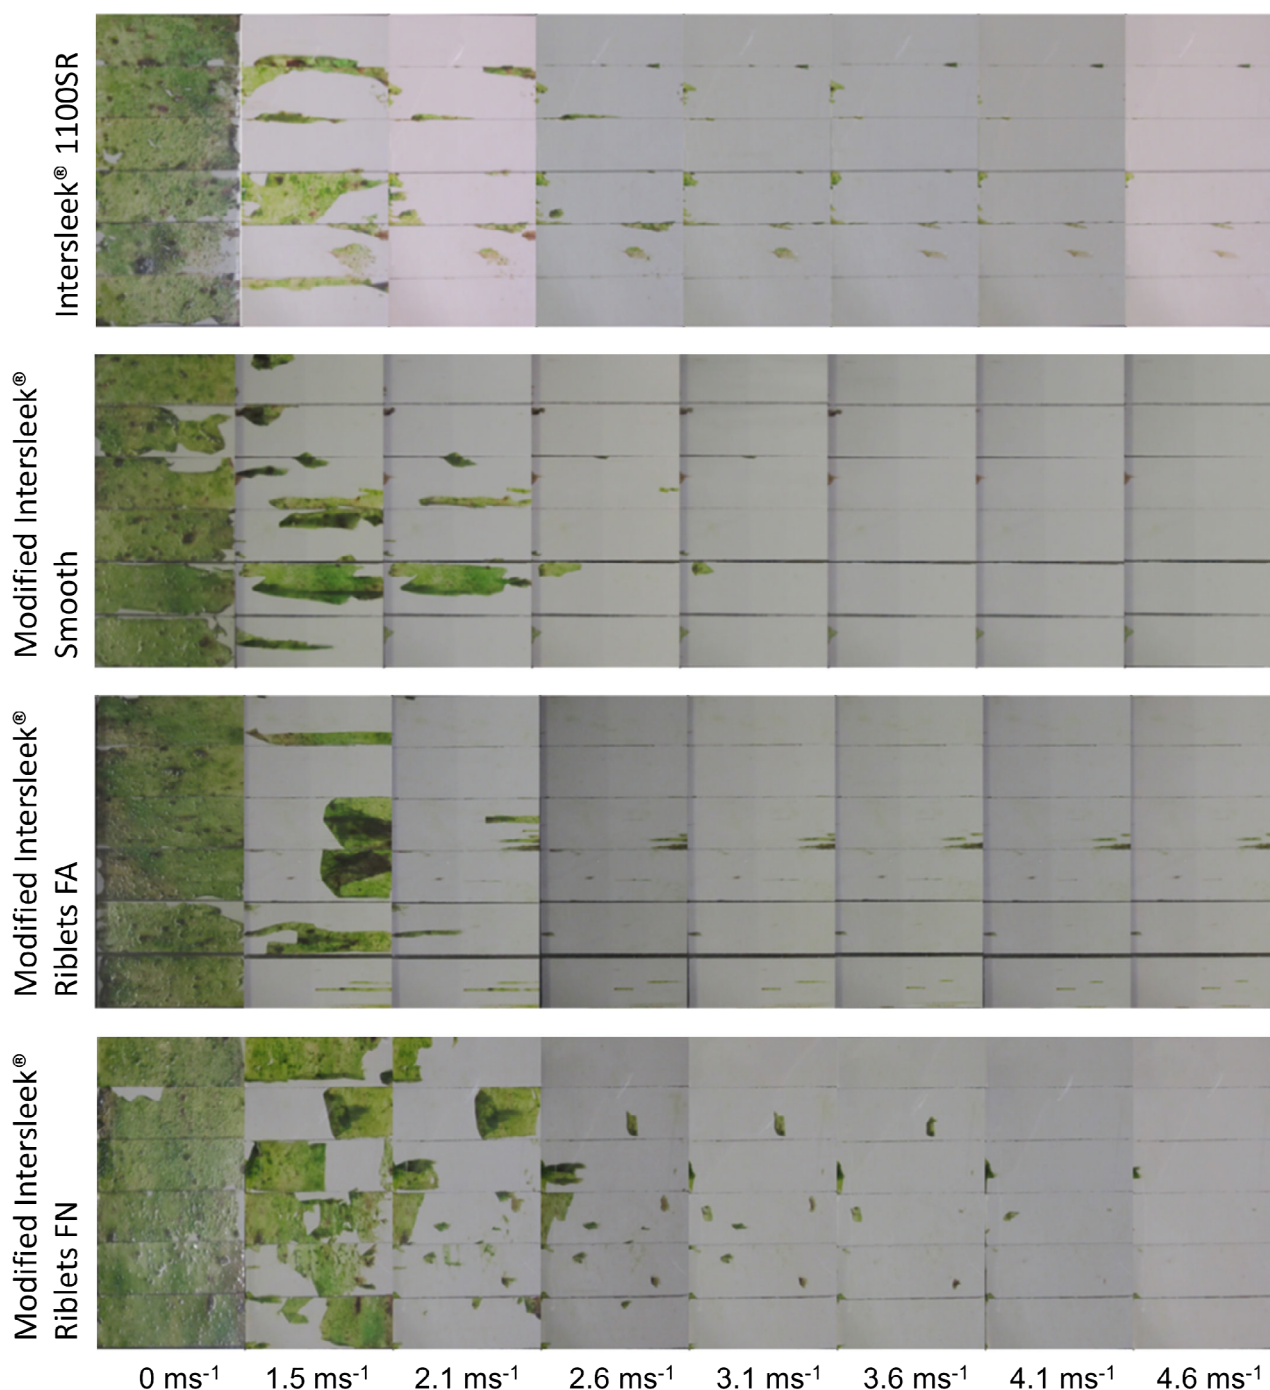 Intersleek® 1100SR
Modified Intersleek®
Smooth
Modified Intersleek®
Riblets FA
Modified Intersleek®
Riblets FN
0 ms-1 1.5 ms-1 2.1 ms-1 2.6 ms-1 3.1 ms-1 3.6 ms-1 4.1 ms-1 4.6 ms-1